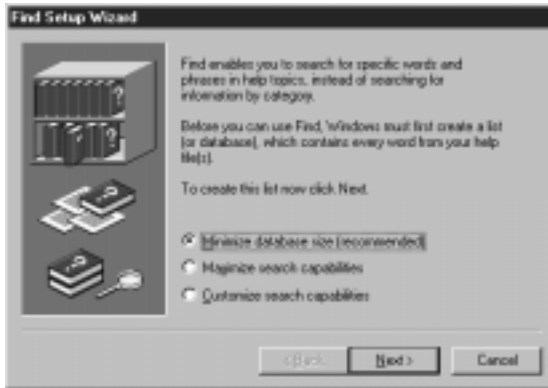 Find Setup Wizard
Find enables you to search for specific words and
phrases in help topics, instead of searching for
information by category.
Before you can use Find, Windows must first create a list
(or database), which contains every word from your help
file(s).
To create this list now click Next.
Minimize database size (recommended)
Maximize search capabilities
Customize search capabilities
< Back
Next >
Cancel